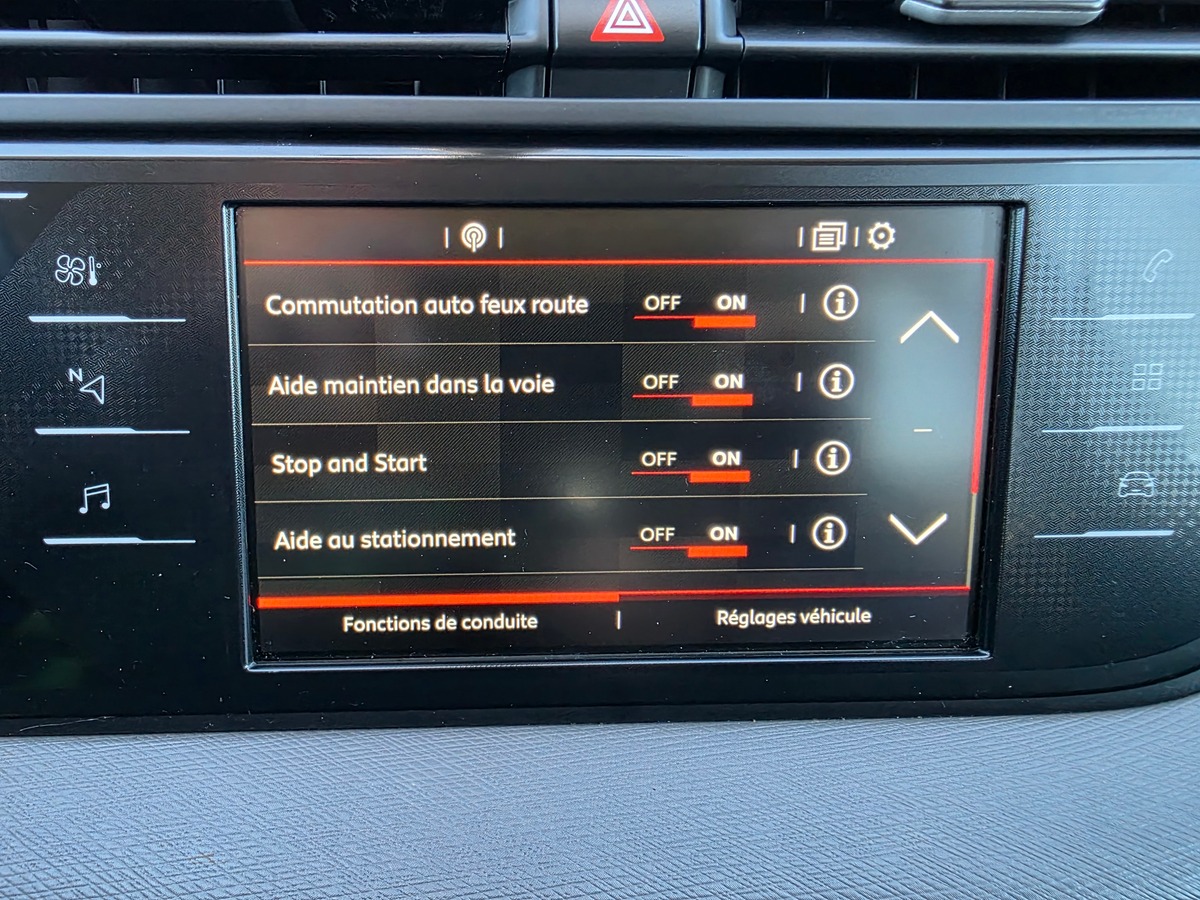 Commutation auto feux route OFF ON
Aide maintien dans la voie OFF ON
Stop and Start OFF ON
Aide au stationnement OFF ON
Fonctions de conduite
Réglages véhicule
N